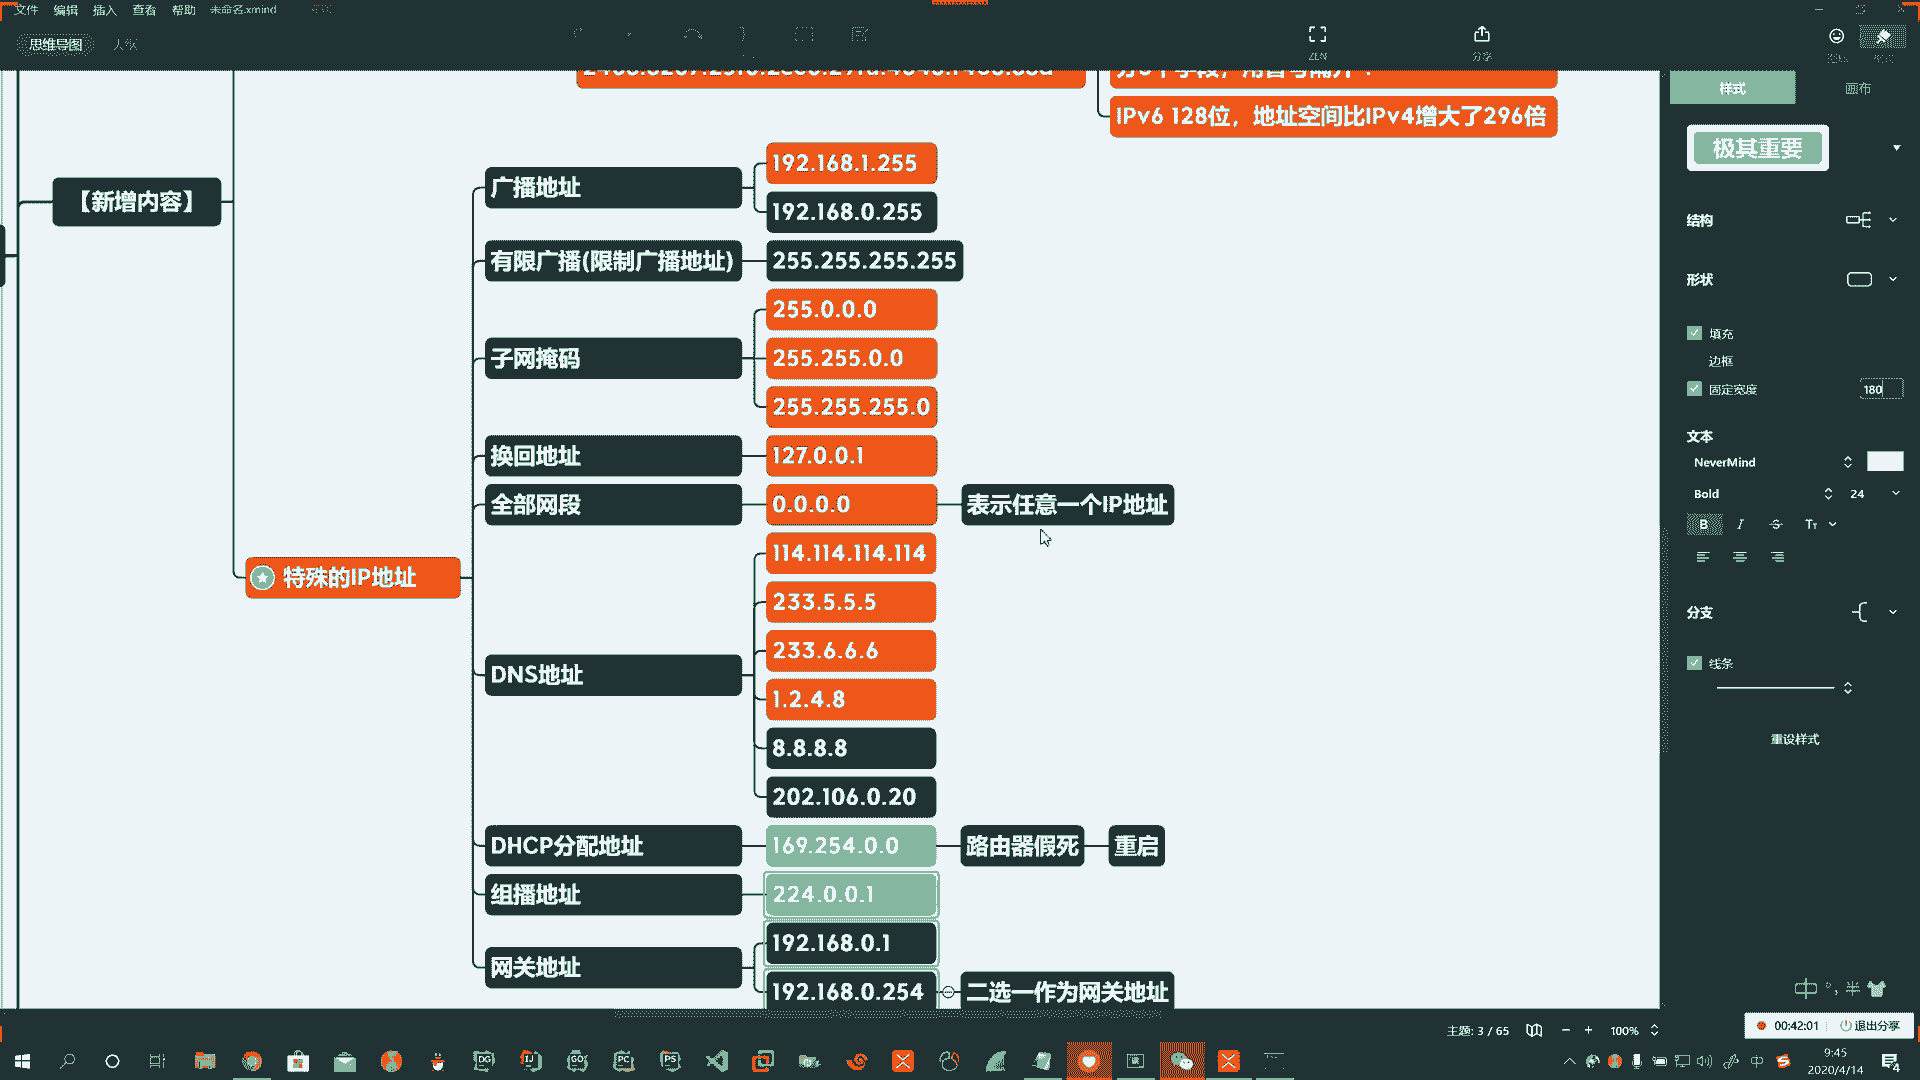 文件 编辑 插入 查看 帮助 未命名.xmind
思维导图
ZEN
分享
样式
画布
IPv6 128位，地址空间比IPv4增大了296倍
【新增内容】
特殊的IP地址
广播地址
192.168.1.255
192.168.0.255
有限广播(限制广播地址)
255.255.255.255
子网掩码
255.0.0.0
255.255.0.0
255.255.255.0
换回地址
127.0.0.1
全部网段
0.0.0.0
表示任意一个IP地址
DNS地址
114.114.114.114
233.5.5.5
233.6.6.6
1.2.4.8
8.8.8.8
202.106.0.20
DHCP分配地址
169.254.0.0
路由器假死
重启
组播地址
224.0.0.1
网关地址
192.168.0.1
192.168.0.254
二选一作为网关地址
极其重要
结构
形状
填充
边框
固定宽度
180
文本
NeverMind
Bold
24
B I S Tт
分支
线条
重设样式
中 °, 半
主题: 3 / 65
100%
00:42:01
退出分享
DG IJ GO PC PS
中
9:45
2020/4/14